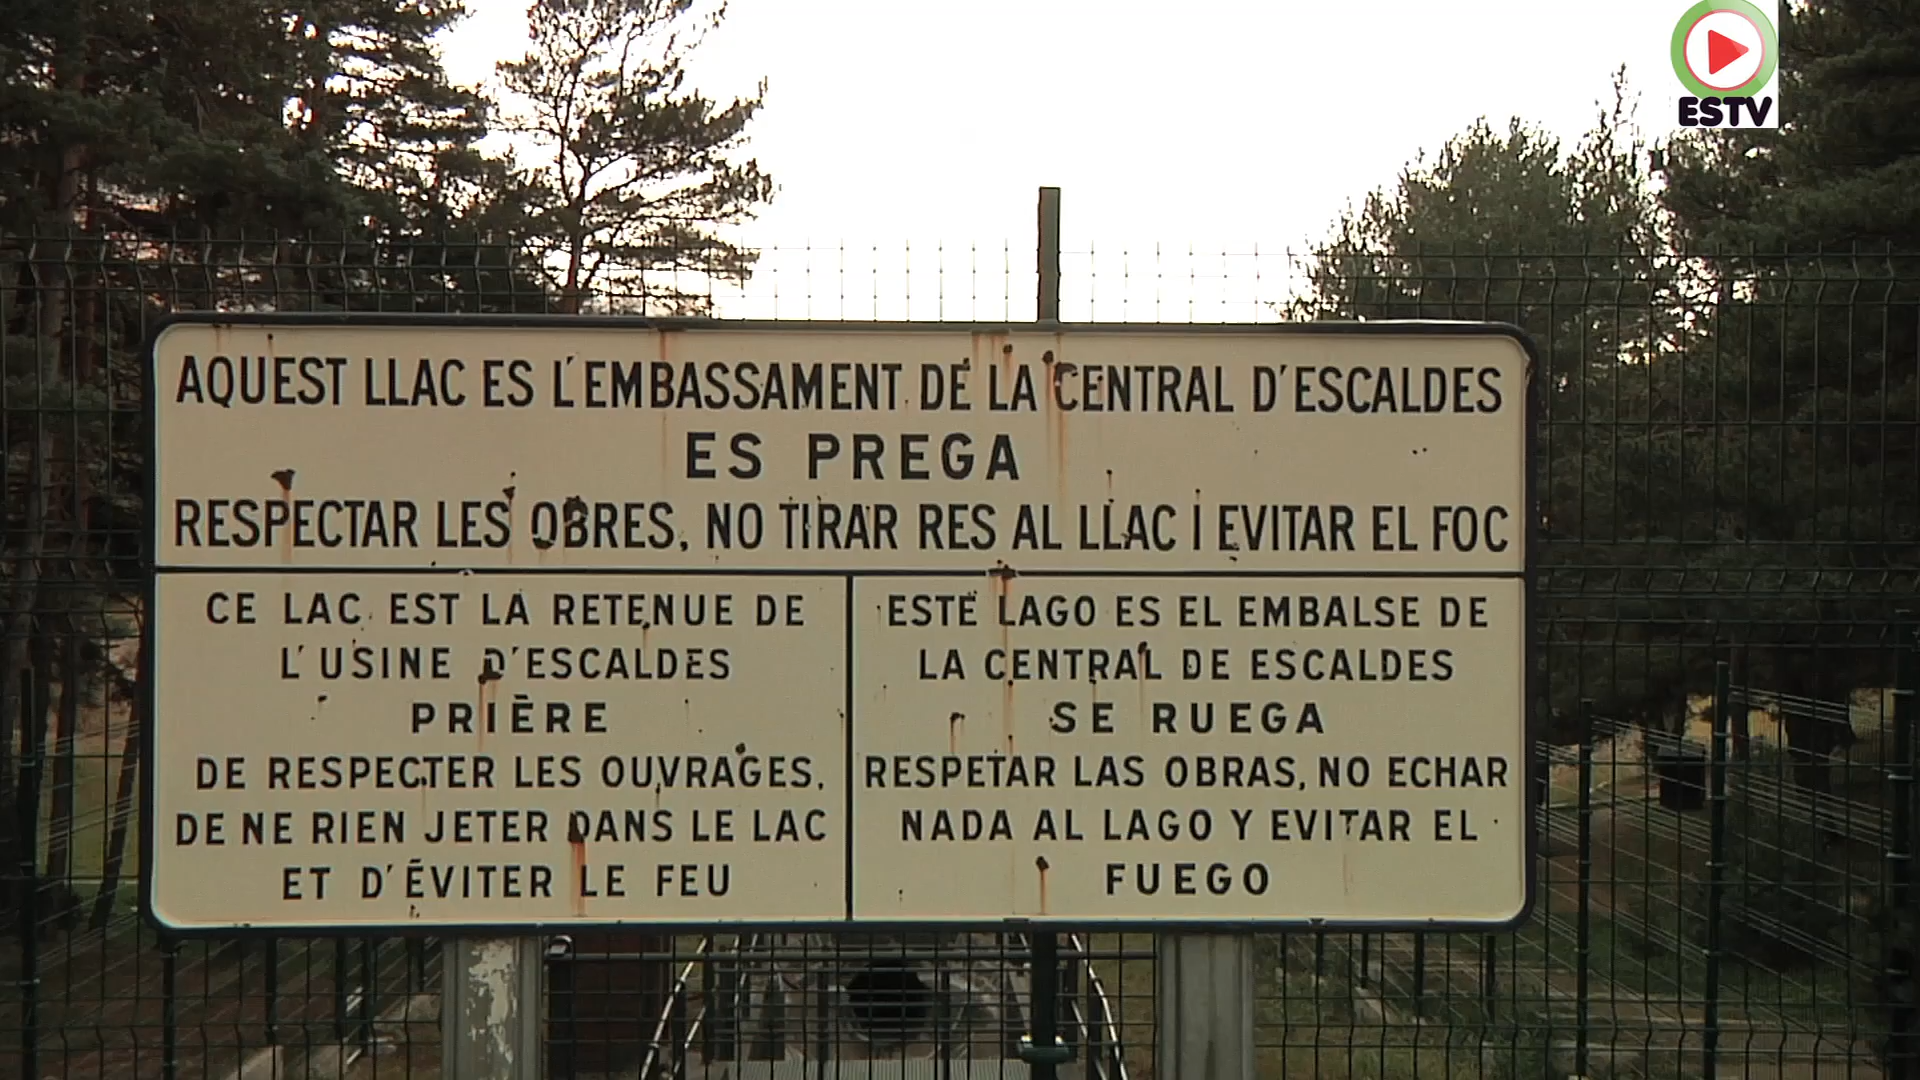 ESTV
AQUEST LLAC ES L'EMBASSAMENT DE LA CENTRAL D'ESCALDES
ES PREGA
RESPECTAR LES OBRES, NO TIRAR RES AL LLAC I EVITAR EL FOC
CE LAC EST LA RETENUE DE
L'USINE D'ESCALDES
PRIÈRE
DE RESPECTER LES OUVRAGES,
DE NE RIEN JETER DANS LE LAC
ET D'ÉVITER LE FEU
ESTE LAGO ES EL EMBALSE DE
LA CENTRAL DE ESCALDES
SE RUEGA
RESPETAR LAS OBRAS, NO ECHAR
NADA AL LAGO Y EVITAR EL
FUEGO